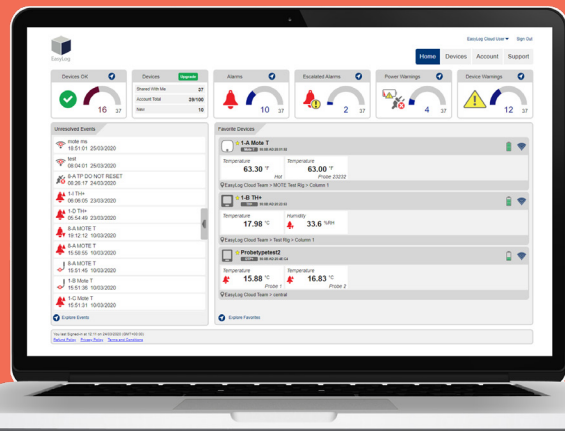 EasyLog Cloud User Sign Out
EasyLog
Home Devices Account Support
Devices OK
16 37
Devices Upgrade
Shared With Me 37
Account Total 29/100
New 10
Alarms
10 37
Escalated Alarms
2 37
Power Warnings
4 37
Device Warnings
12 37
Unresolved Events
mote ms
18:51:01 25/03/2020
test
08:04:01 25/03/2020
8-A TP DO NOT RESET
06:26:17 24/03/2020
1-I TH+
06:06:05 23/03/2020
1-D TH+
05:54:49 23/03/2020
8-A MOTE T
19:12:12 10/03/2020
8-A MOTE T
15:58:55 10/03/2020
8-A MOTE T
15:51:45 10/03/2020
1-B Mote T
15:51:36 10/03/2020
1-C Mote T
15:51:31 10/03/2020
Explore Events
Favorite Devices
1-A Mote T
Temperature Temperature
63.30 °F 63.00 °F
Hot Probe 23232
EasyLog Cloud Team > MOTE Test Rig > Column 1
1-B TH+
Temperature Humidity
17.98 °C 33.6 %RH
EasyLog Cloud Team > Test Rig > Column 1
Probetypetest2
Temperature Temperature
15.88 °C 16.83 °C
Probe 1 Probe 2
EasyLog Cloud Team > central
Explore Favorites
Refund Policy Privacy Policy Terms and Conditions